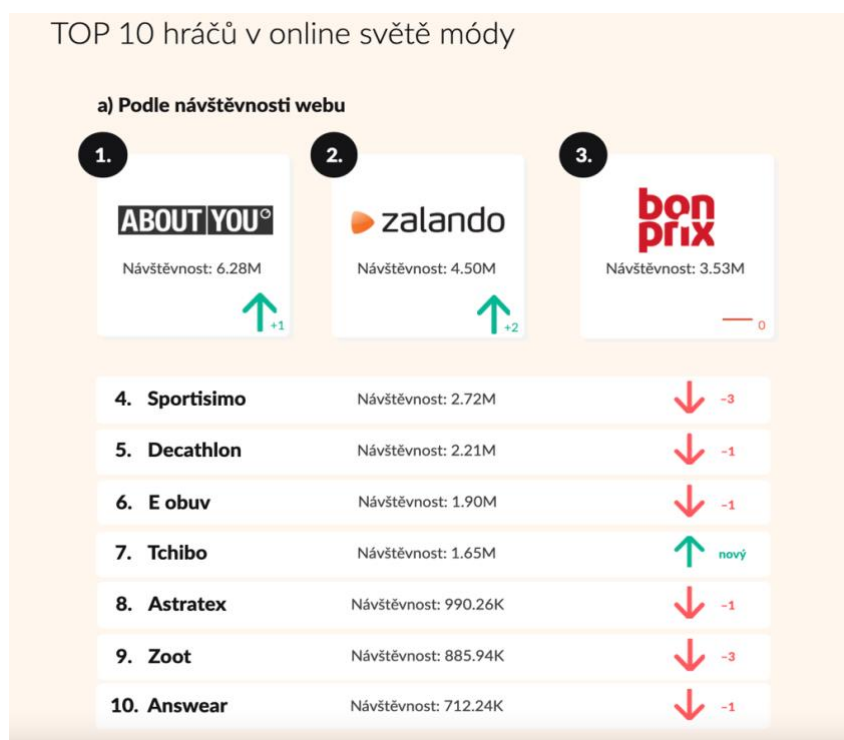 TOP 10 hráčů v online světě módy
a) Podle návštěvnosti webu
1.
ABOUT YOU°
Návštěvnost: 6.28M
+1
2.
zalando
Návštěvnost: 4.50M
+2
3.
bon
prix
Návštěvnost: 3.53M
0
4. Sportisimo Návštěvnost: 2.72M -3
5. Decathlon Návštěvnost: 2.21M -1
6. E obuv Návštěvnost: 1.90M -1
7. Tchibo Návštěvnost: 1.65M nový
8. Astratex Návštěvnost: 990.26K -1
9. Zoot Návštěvnost: 885.94K -3
10. Answear Návštěvnost: 712.24K -1